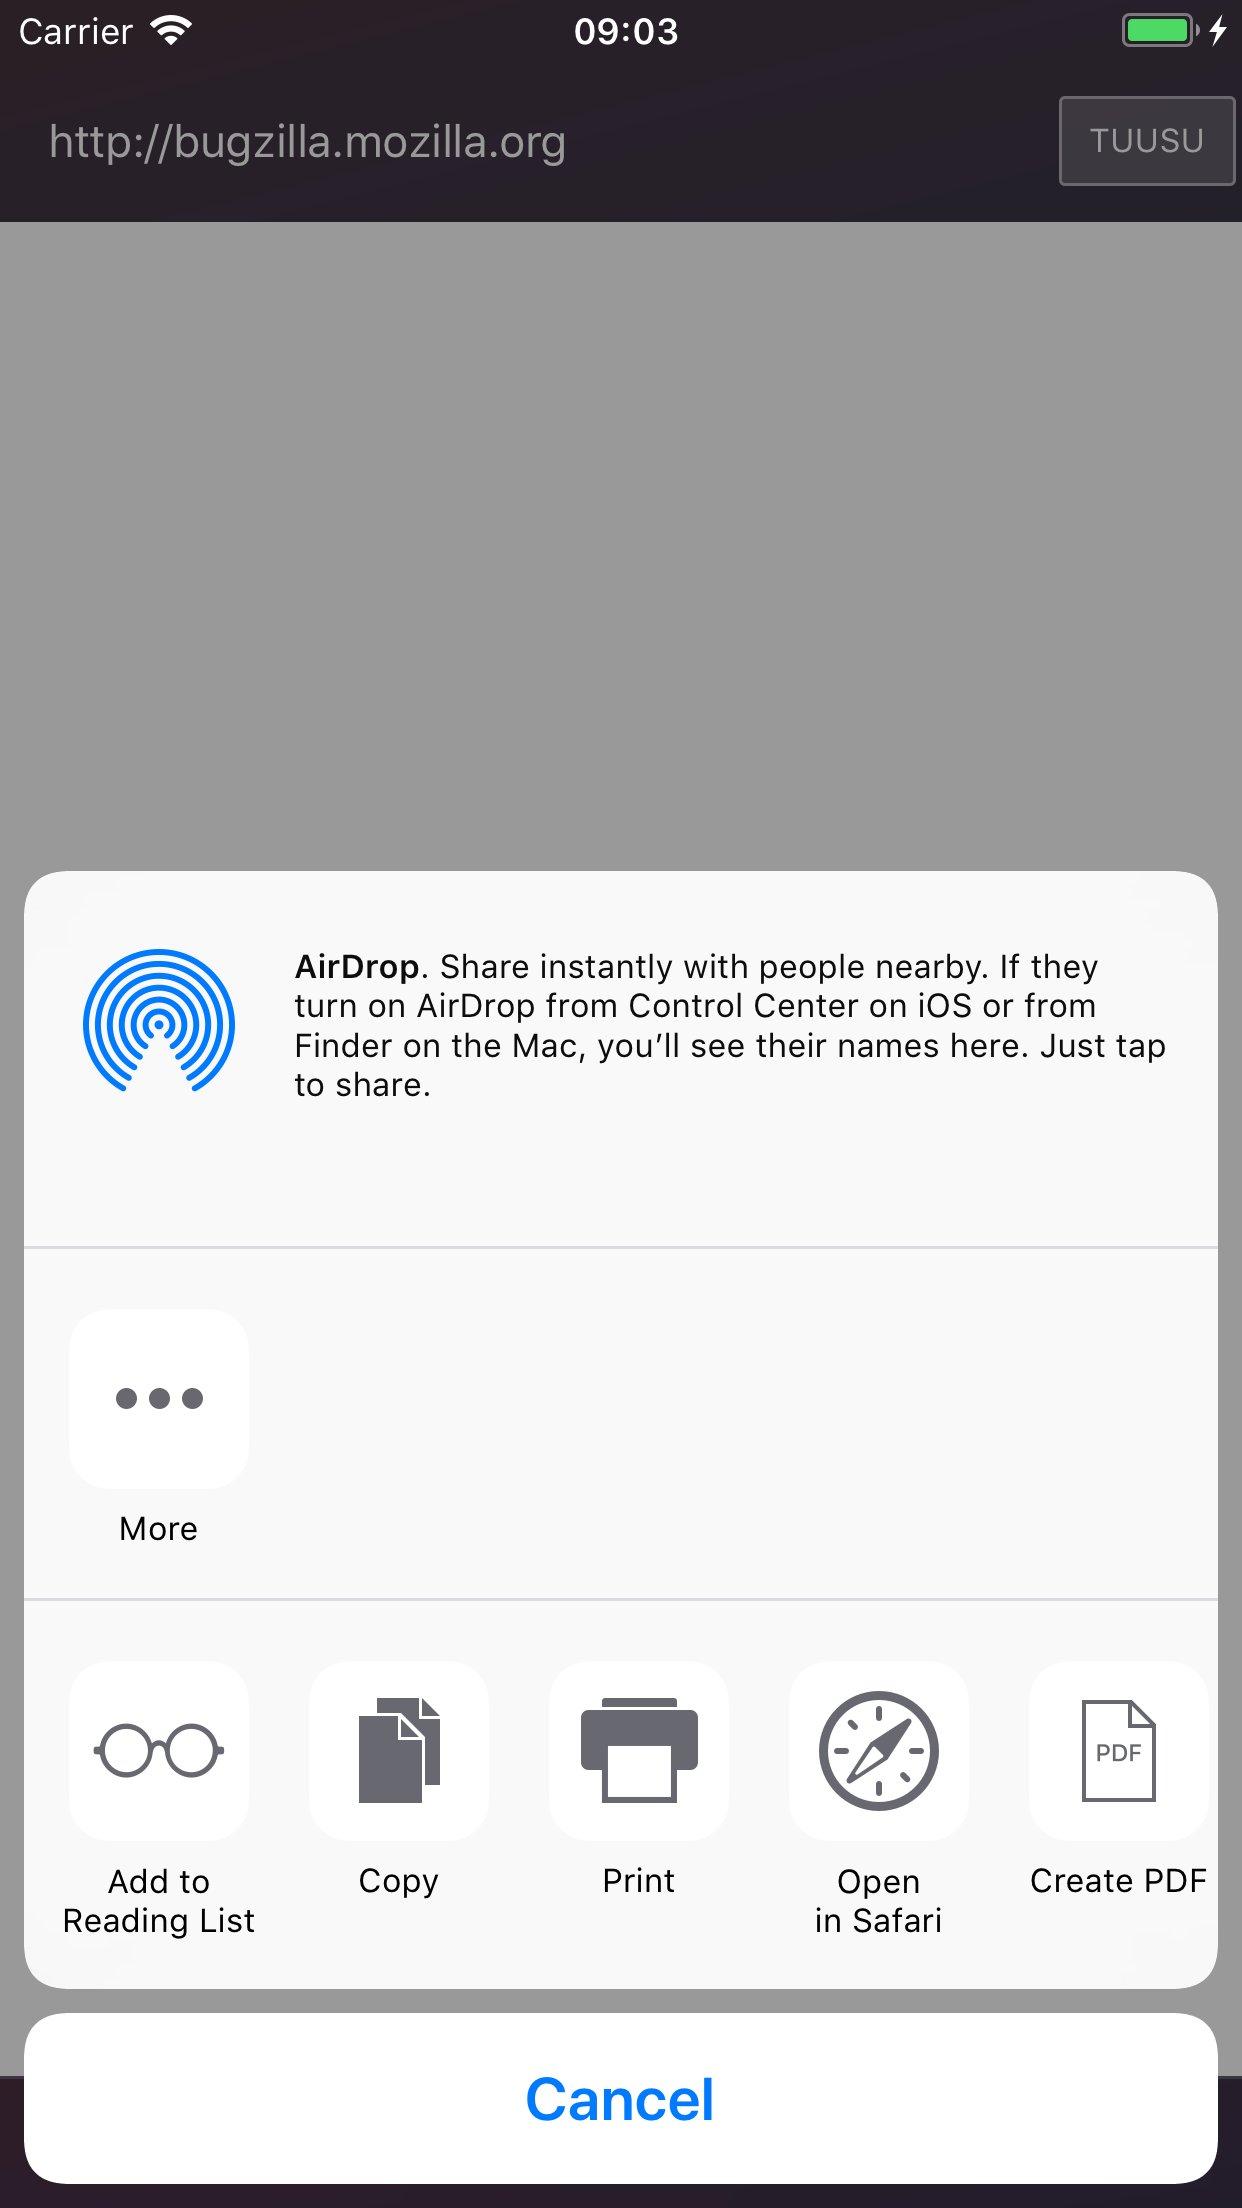 Carrier
09:03
http://bugzilla.mozilla.org
TUUSU
AirDrop. Share instantly with people nearby. If they
turn on AirDrop from Control Center on iOS or from
Finder on the Mac, you’ll see their names here. Just tap
to share.
More
Add to
Reading List
Copy
Print
Open
in Safari
PDF
Create PDF
Cancel